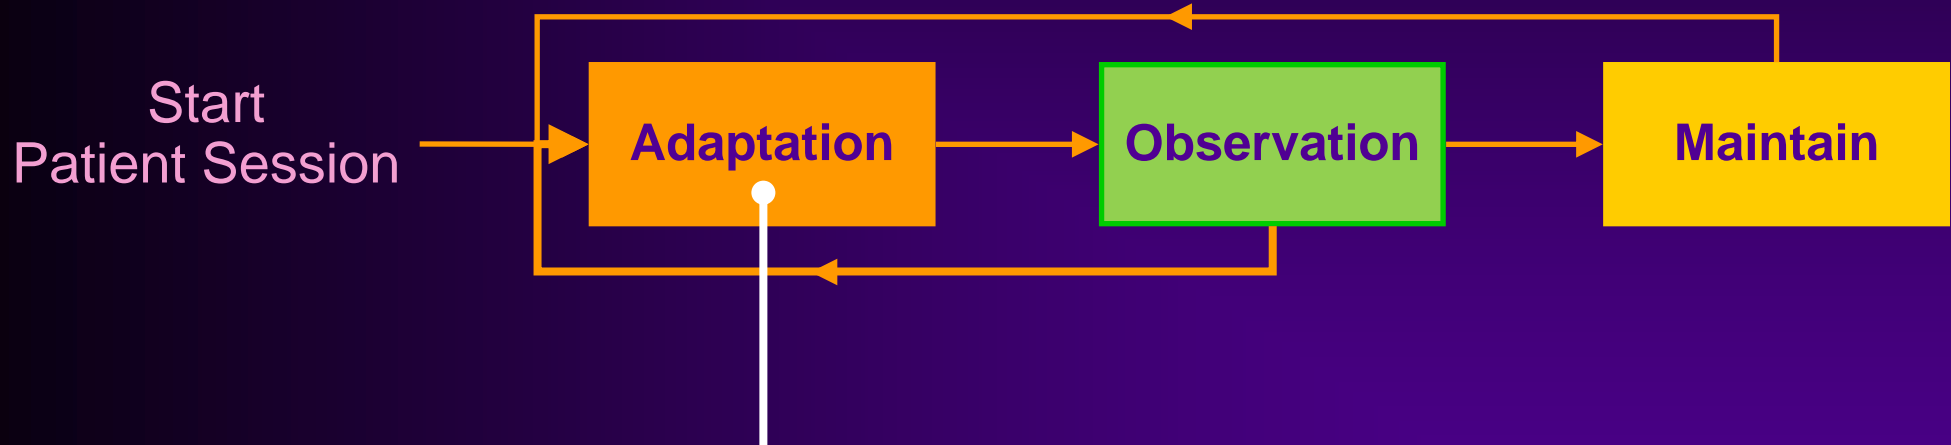 Start
Patient Session
Adaptation
Observation
Maintain